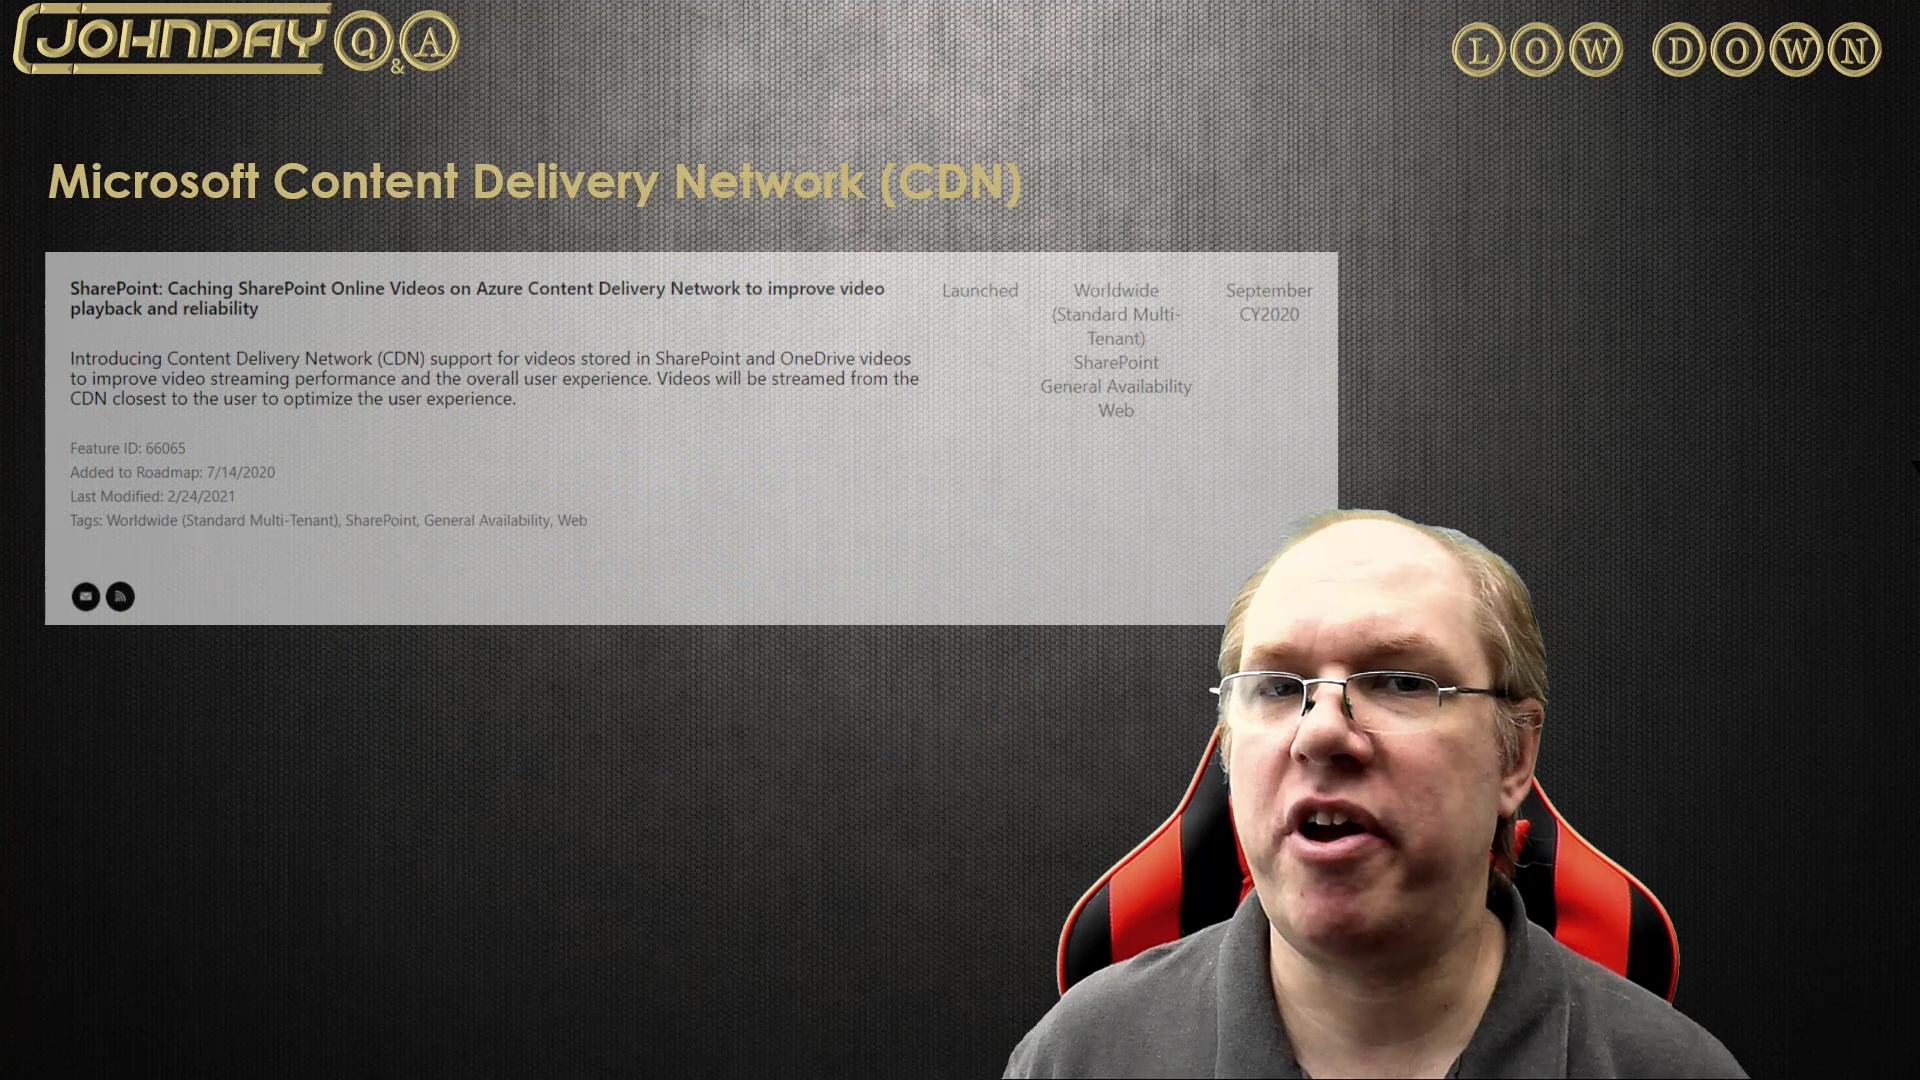 JOHNDAY Q & A
LOW DOWN
Microsoft Content Delivery Network (CDN)
SharePoint: Caching SharePoint Online Videos on Azure Content Delivery Network to improve video
playback and reliability
Introducing Content Delivery Network (CDN) support for videos stored in SharePoint and OneDrive videos
to improve video streaming performance and the overall user experience. Videos will be streamed from the
CDN closest to the user to optimize the user experience.
Feature ID: 66065
Added to Roadmap: 7/14/2020
Last Modified: 2/24/2021
Tags: Worldwide (Standard Multi-Tenant), SharePoint, General Availability, Web
Launched
Worldwide
(Standard Multi-
Tenant)
SharePoint
General Availability
Web
September
CY2020